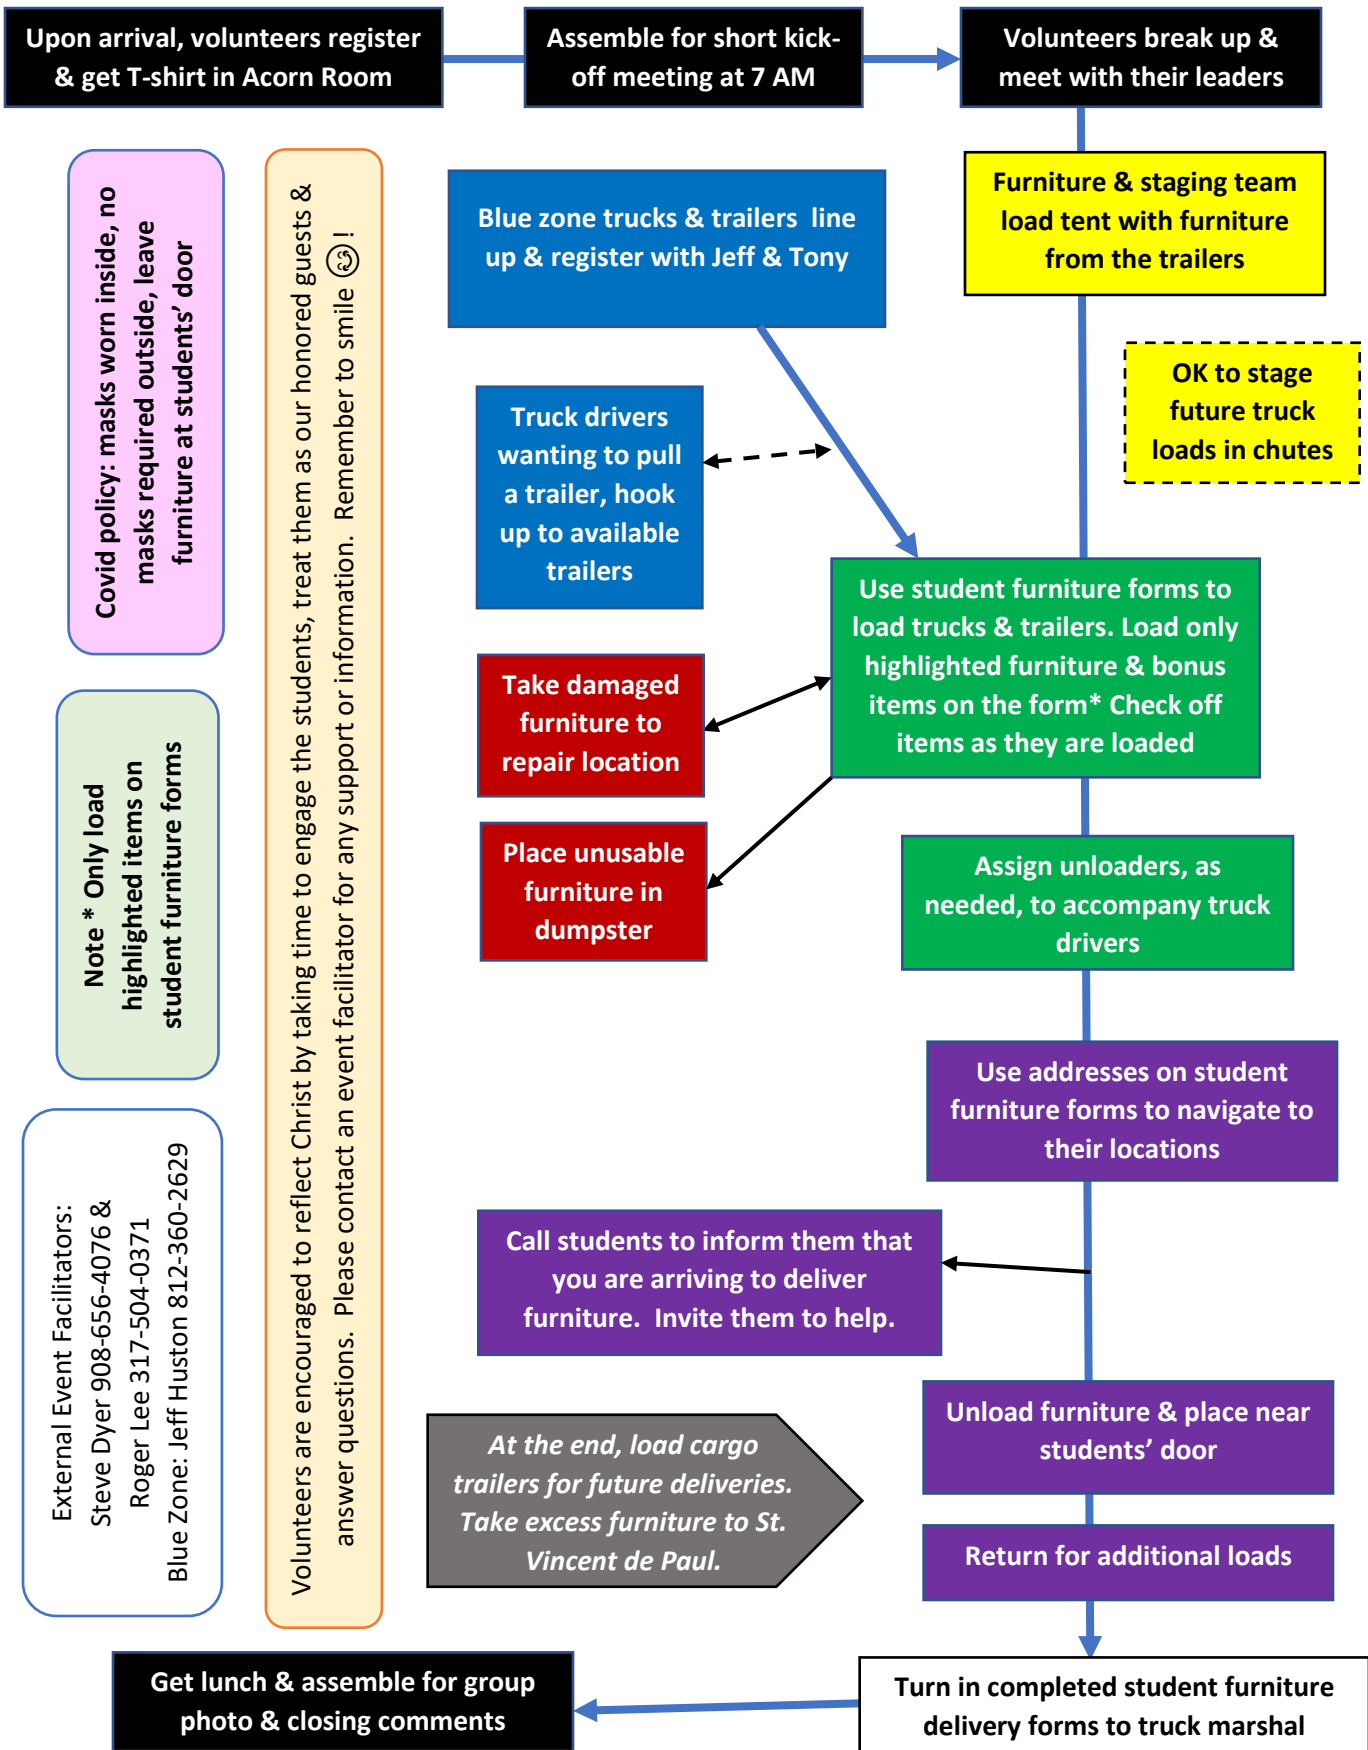 Upon arrival, volunteers register
& get T-shirt in Acorn Room
Assemble for short kick-
off meeting at 7 AM
Volunteers break up &
meet with their leaders
Covid policy: masks worn inside, no
masks required outside, leave
furniture at students’ door
Note * Only load
highlighted items on
student furniture forms
External Event Facilitators:
Steve Dyer 908-656-4076 &
Roger Lee 317-504-0371
Blue Zone: Jeff Huston 812-360-2629
Volunteers are encouraged to reflect Christ by taking time to engage the students, treat them as our honored guests &
answer questions.  Please contact an event facilitator for any support or information.  Remember to smile 😊!
Blue zone trucks & trailers  line
up & register with Jeff & Tony
Furniture & staging team
load tent with furniture
from the trailers
OK to stage
future truck
loads in chutes
Truck drivers
wanting to pull
a trailer, hook
up to available
trailers
Use student furniture forms to
load trucks & trailers. Load only
highlighted furniture & bonus
items on the form* Check off
items as they are loaded
Take damaged
furniture to
repair location
Place unusable
furniture in
dumpster
Assign unloaders, as
needed, to accompany truck
drivers
Use addresses on student
furniture forms to navigate to
their locations
Call students to inform them that
you are arriving to deliver
furniture.  Invite them to help.
Unload furniture & place near
students’ door
At the end, load cargo
trailers for future deliveries.
Take excess furniture to St.
Vincent de Paul.
Return for additional loads
Turn in completed student furniture
delivery forms to truck marshal
Get lunch & assemble for group
photo & closing comments